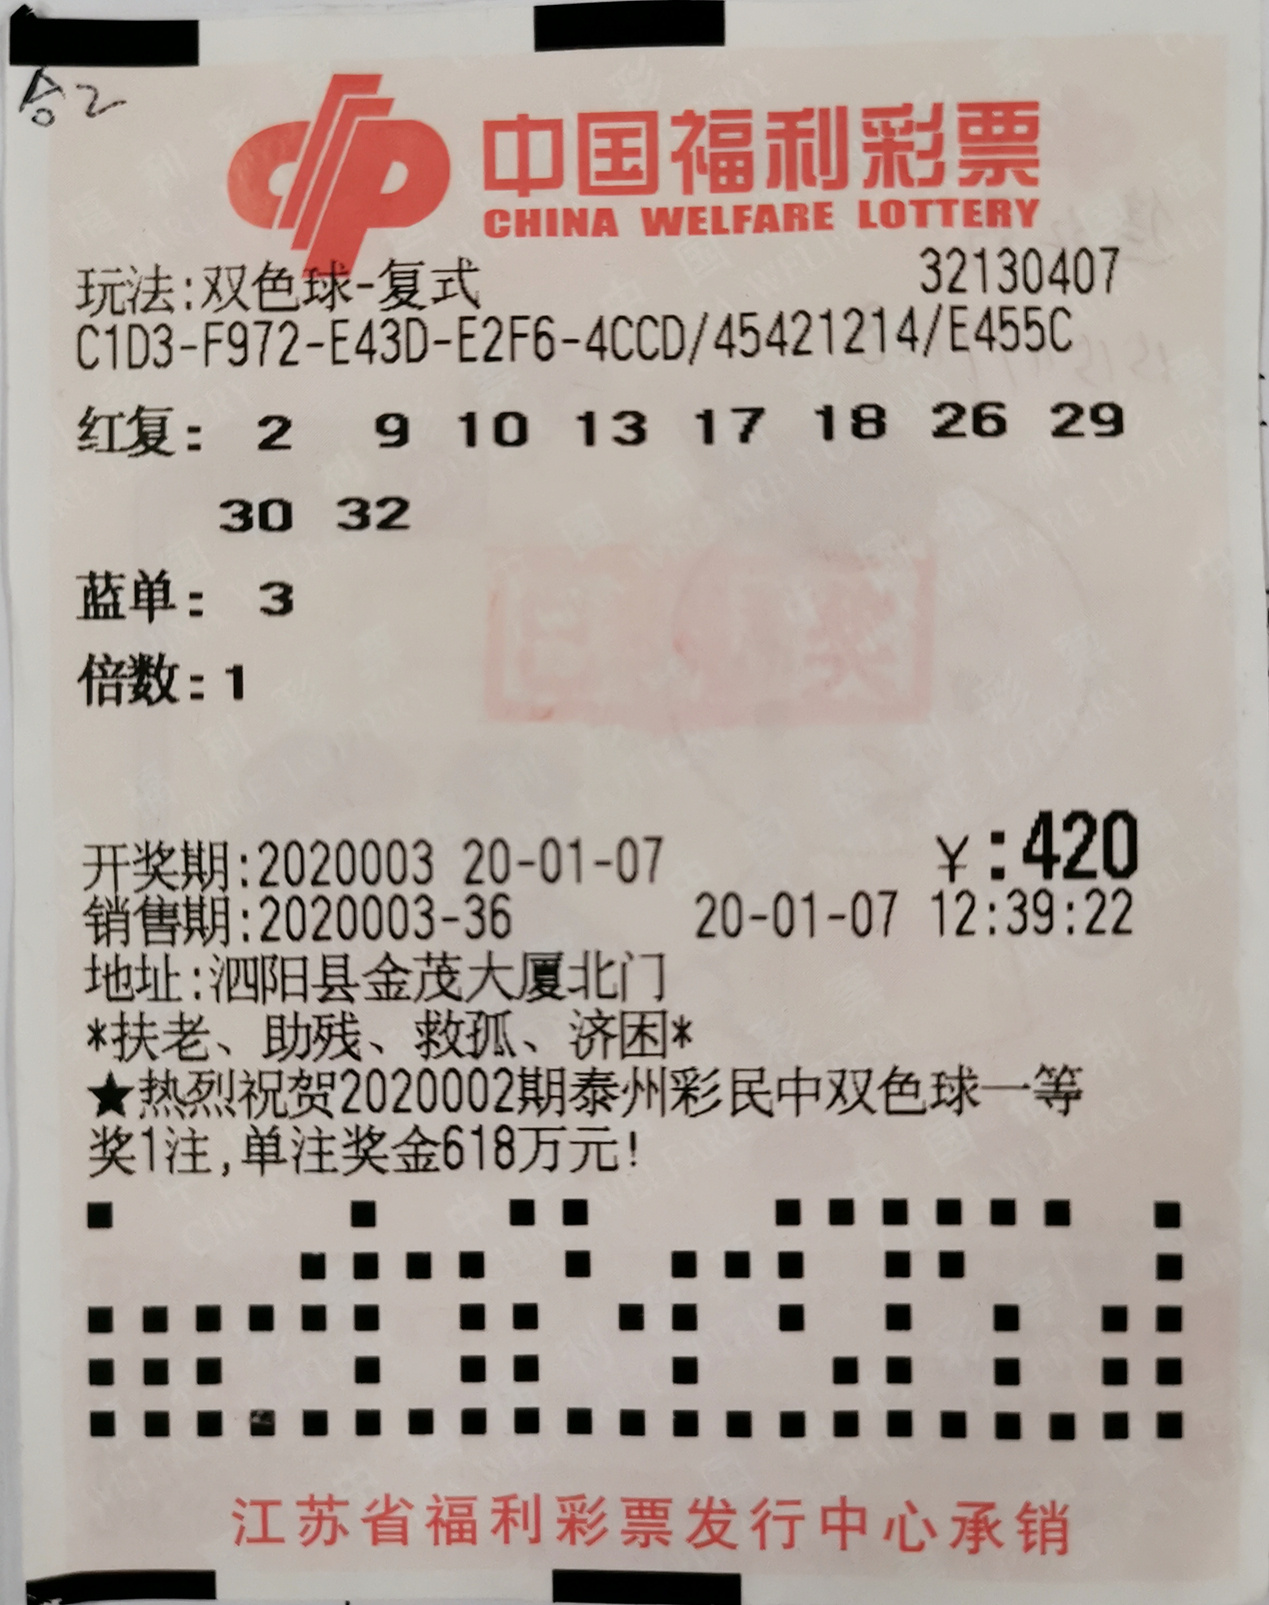 合2
中国福利彩票
CHINA WELFARE LOTTERY
玩法:双色球-复式 32130407
C1D3-F972-E43D-E2F6-4CCD/45421214/E455C
红复: 2 9 10 13 17 18 26 29
30 32
蓝单: 3
倍数:1
开奖期:2020003 20-01-07 ¥:420
销售期:2020003-36 20-01-07 12:39:22
地址:泗阳县金茂大厦北门
*扶老、助残、救孤、济困*
★热烈祝贺2020002期泰州彩民中双色球一等
奖1注,单注奖金618万元!
江苏省福利彩票发行中心承销